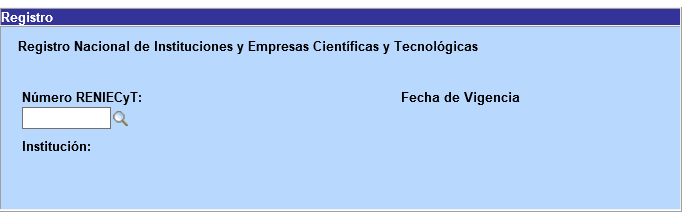 Registro
Registro Nacional de Instituciones y Empresas Científicas y Tecnológicas
Número RENIECyT:
Fecha de Vigencia
Institución: